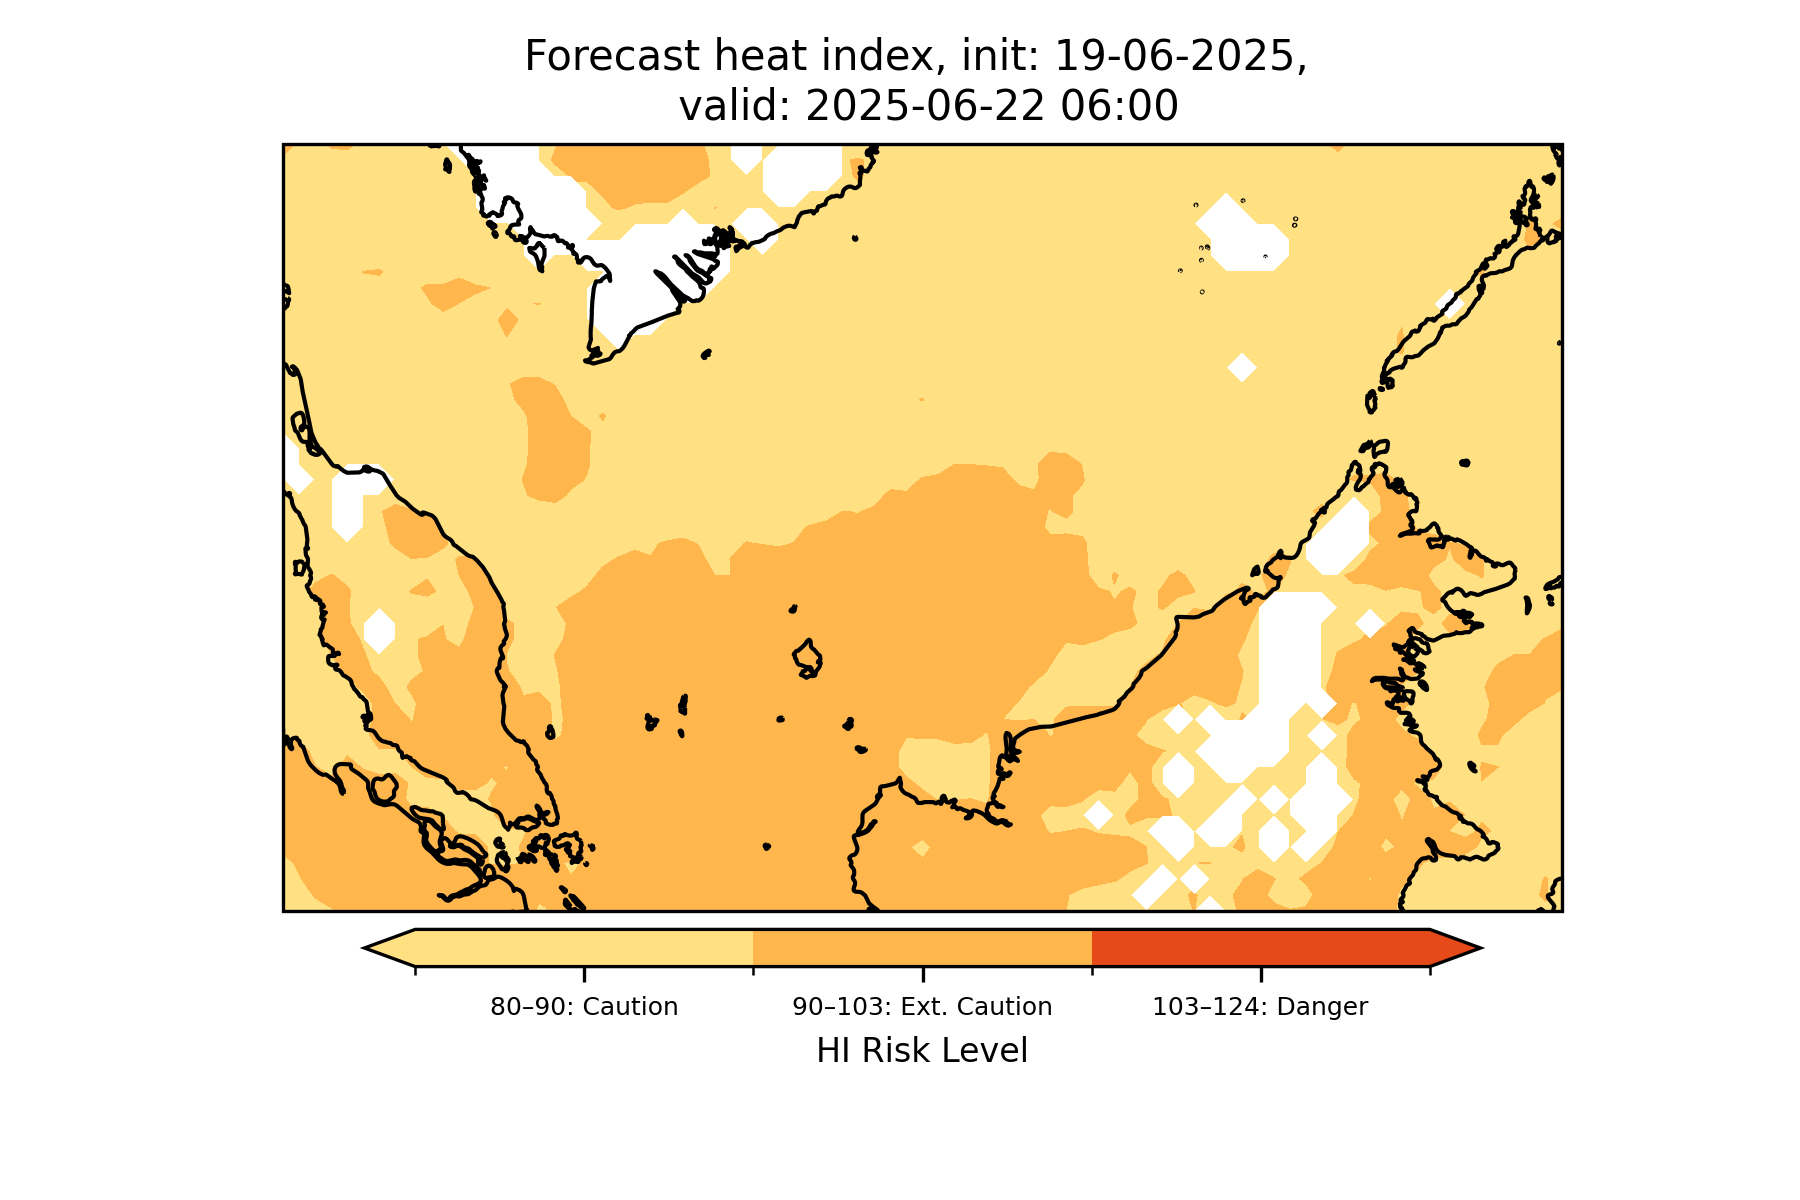 Forecast heat index, init: 19-06-2025,
valid: 2025-06-22 06:00
80–90: Caution
90–103: Ext. Caution
103–124: Danger
HI Risk Level